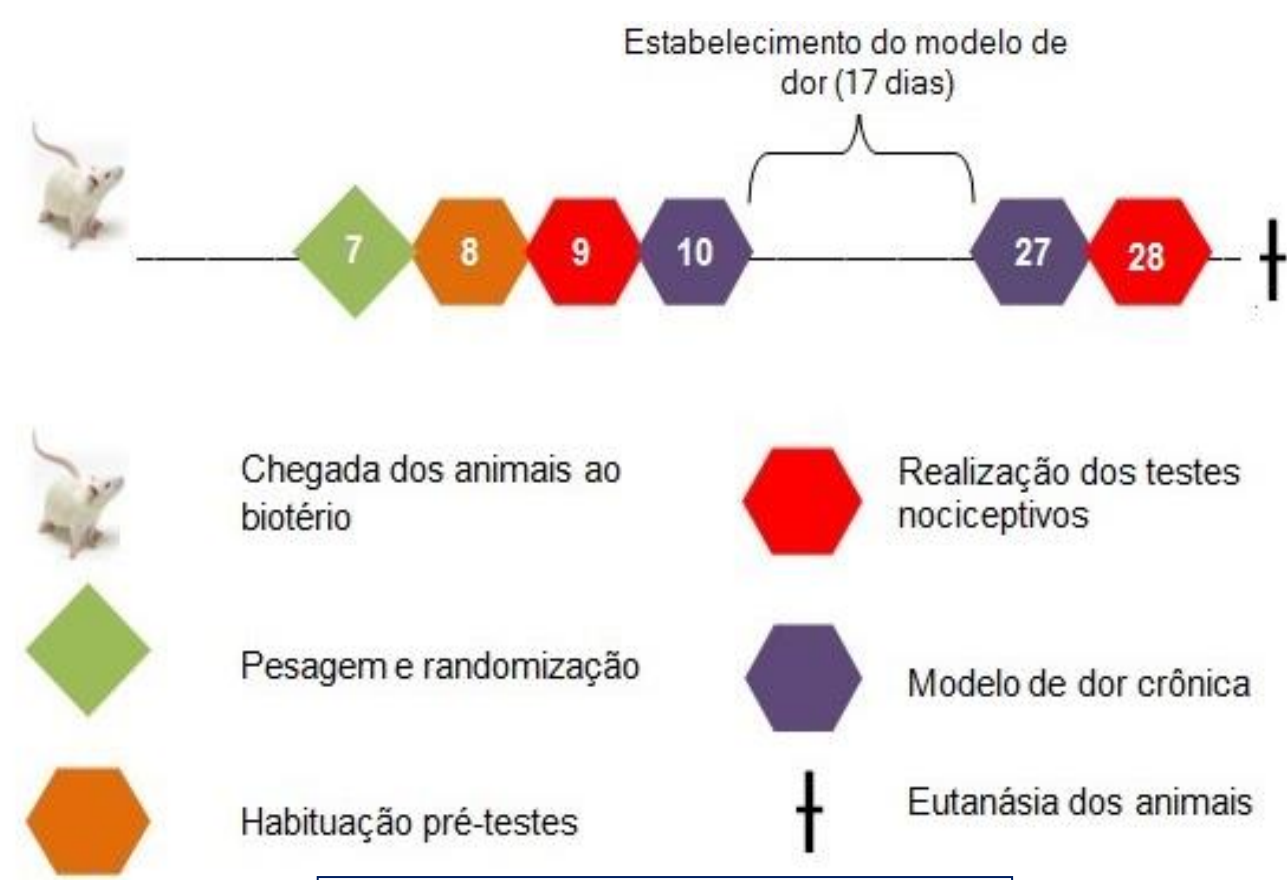 Estabelecimento do modelo de
dor (17 dias)
7
8
9
10
27
28
Chegada dos animais ao
biotério
Pesagem e randomização
Habituação pré-testes
Realização dos testes
nociceptivos
Modelo de dor crônica
Eutanásia dos animais